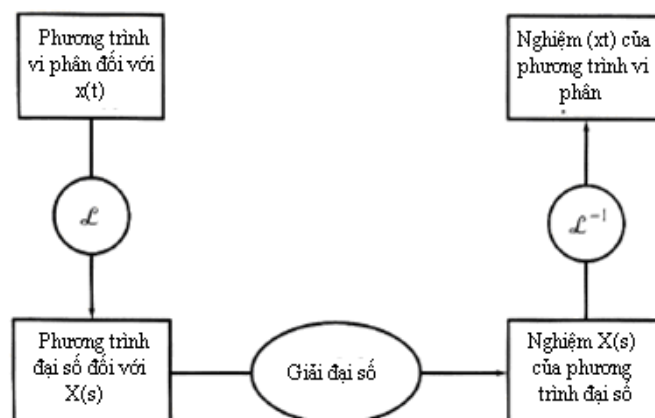 Phương trình
vi phân đối với
x(t)
Nghiệm (xt) của
phương trình vi
phân
ℒ
ℒ⁻¹
Phương trình
đại số đối với
X(s)
Giải đại số
Nghiệm X(s)
của phương
trình đại số